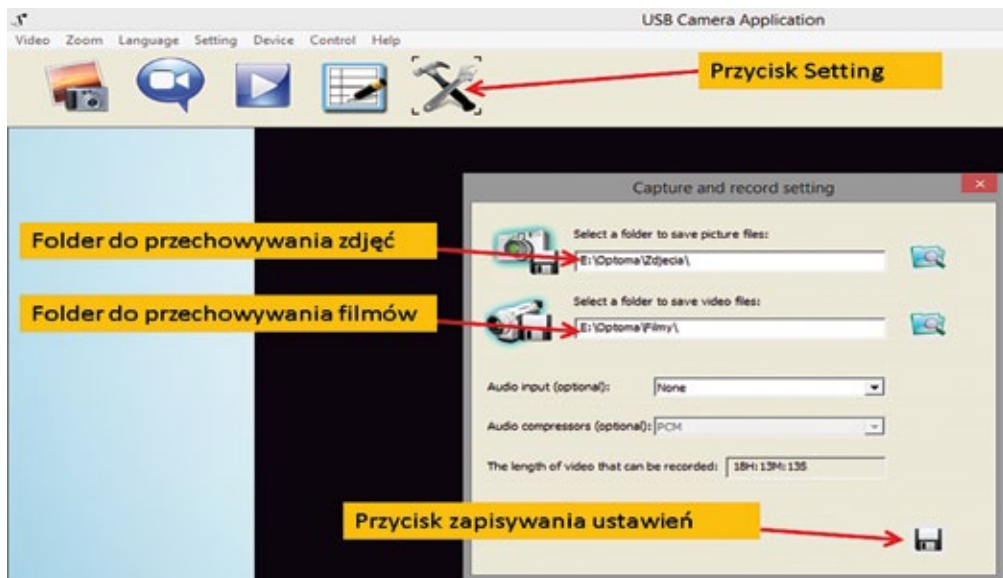 USB Camera Application
Video Zoom Language Setting Device Control Help
Przycisk Setting
Capture and record setting
Folder do przechowywania zdjęć
Select a folder to save picture files:
E:\Optoma\Zdjecia\
Folder do przechowywania filmów
Select a folder to save video files:
E:\Optoma\Filmy\
Audio input (optional): None
Audio compressors (optional): PCM
The length of video that can be recorded: 18H:13M:13S
Przycisk zapisywania ustawień